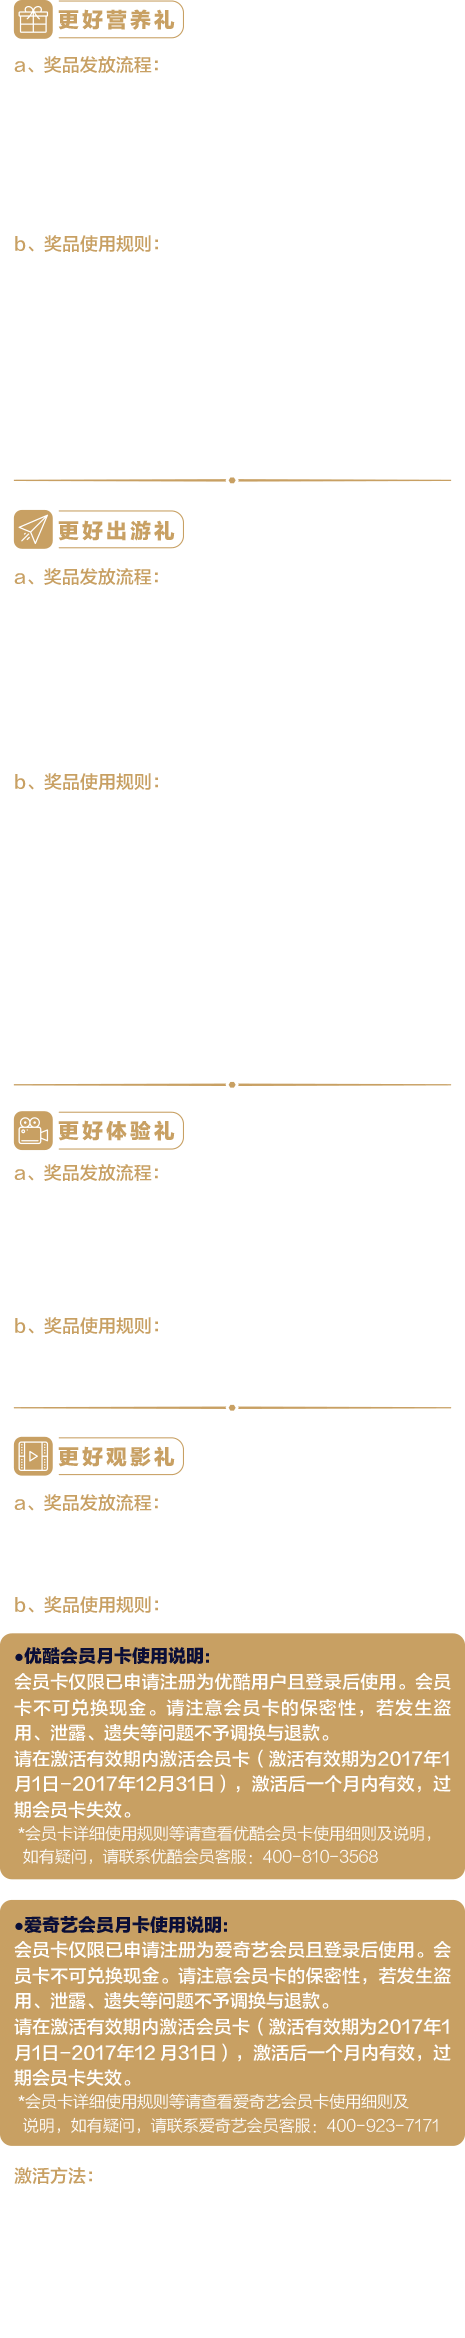 更好营养礼
a、奖品发放流程：
b、奖品使用规则：
更好出游礼
a、奖品发放流程：
b、奖品使用规则：
更好体验礼
a、奖品发放流程：
b、奖品使用规则：
更好观影礼
a、奖品发放流程：
b、奖品使用规则：
●优酷会员月卡使用说明：
会员卡仅限已申请注册为优酷用户且登录后使用。会员
卡不可兑换现金。请注意会员卡的保密性，若发生盗
用、泄露、遗失等问题不予调换与退款。
请在激活有效期内激活会员卡（激活有效期为2017年1
月1日-2017年12月31日），激活后一个月内有效，过
期会员卡失效。
*会员卡详细使用规则等请查看优酷会员卡使用细则及说明，
如有疑问，请联系优酷会员客服：400-810-3568
●爱奇艺会员月卡使用说明：
会员卡仅限已申请注册为爱奇艺会员且登录后使用。会
员卡不可兑换现金。请注意会员卡的保密性，若发生盗
用、泄露、遗失等问题不予调换与退款。
请在激活有效期内激活会员卡（激活有效期为2017年1
月1日-2017年12 月31日），激活后一个月内有效，过
期会员卡失效。
*会员卡详细使用规则等请查看爱奇艺会员卡使用细则及
说明，如有疑问，请联系爱奇艺会员客服：400-923-7171
激活方法：